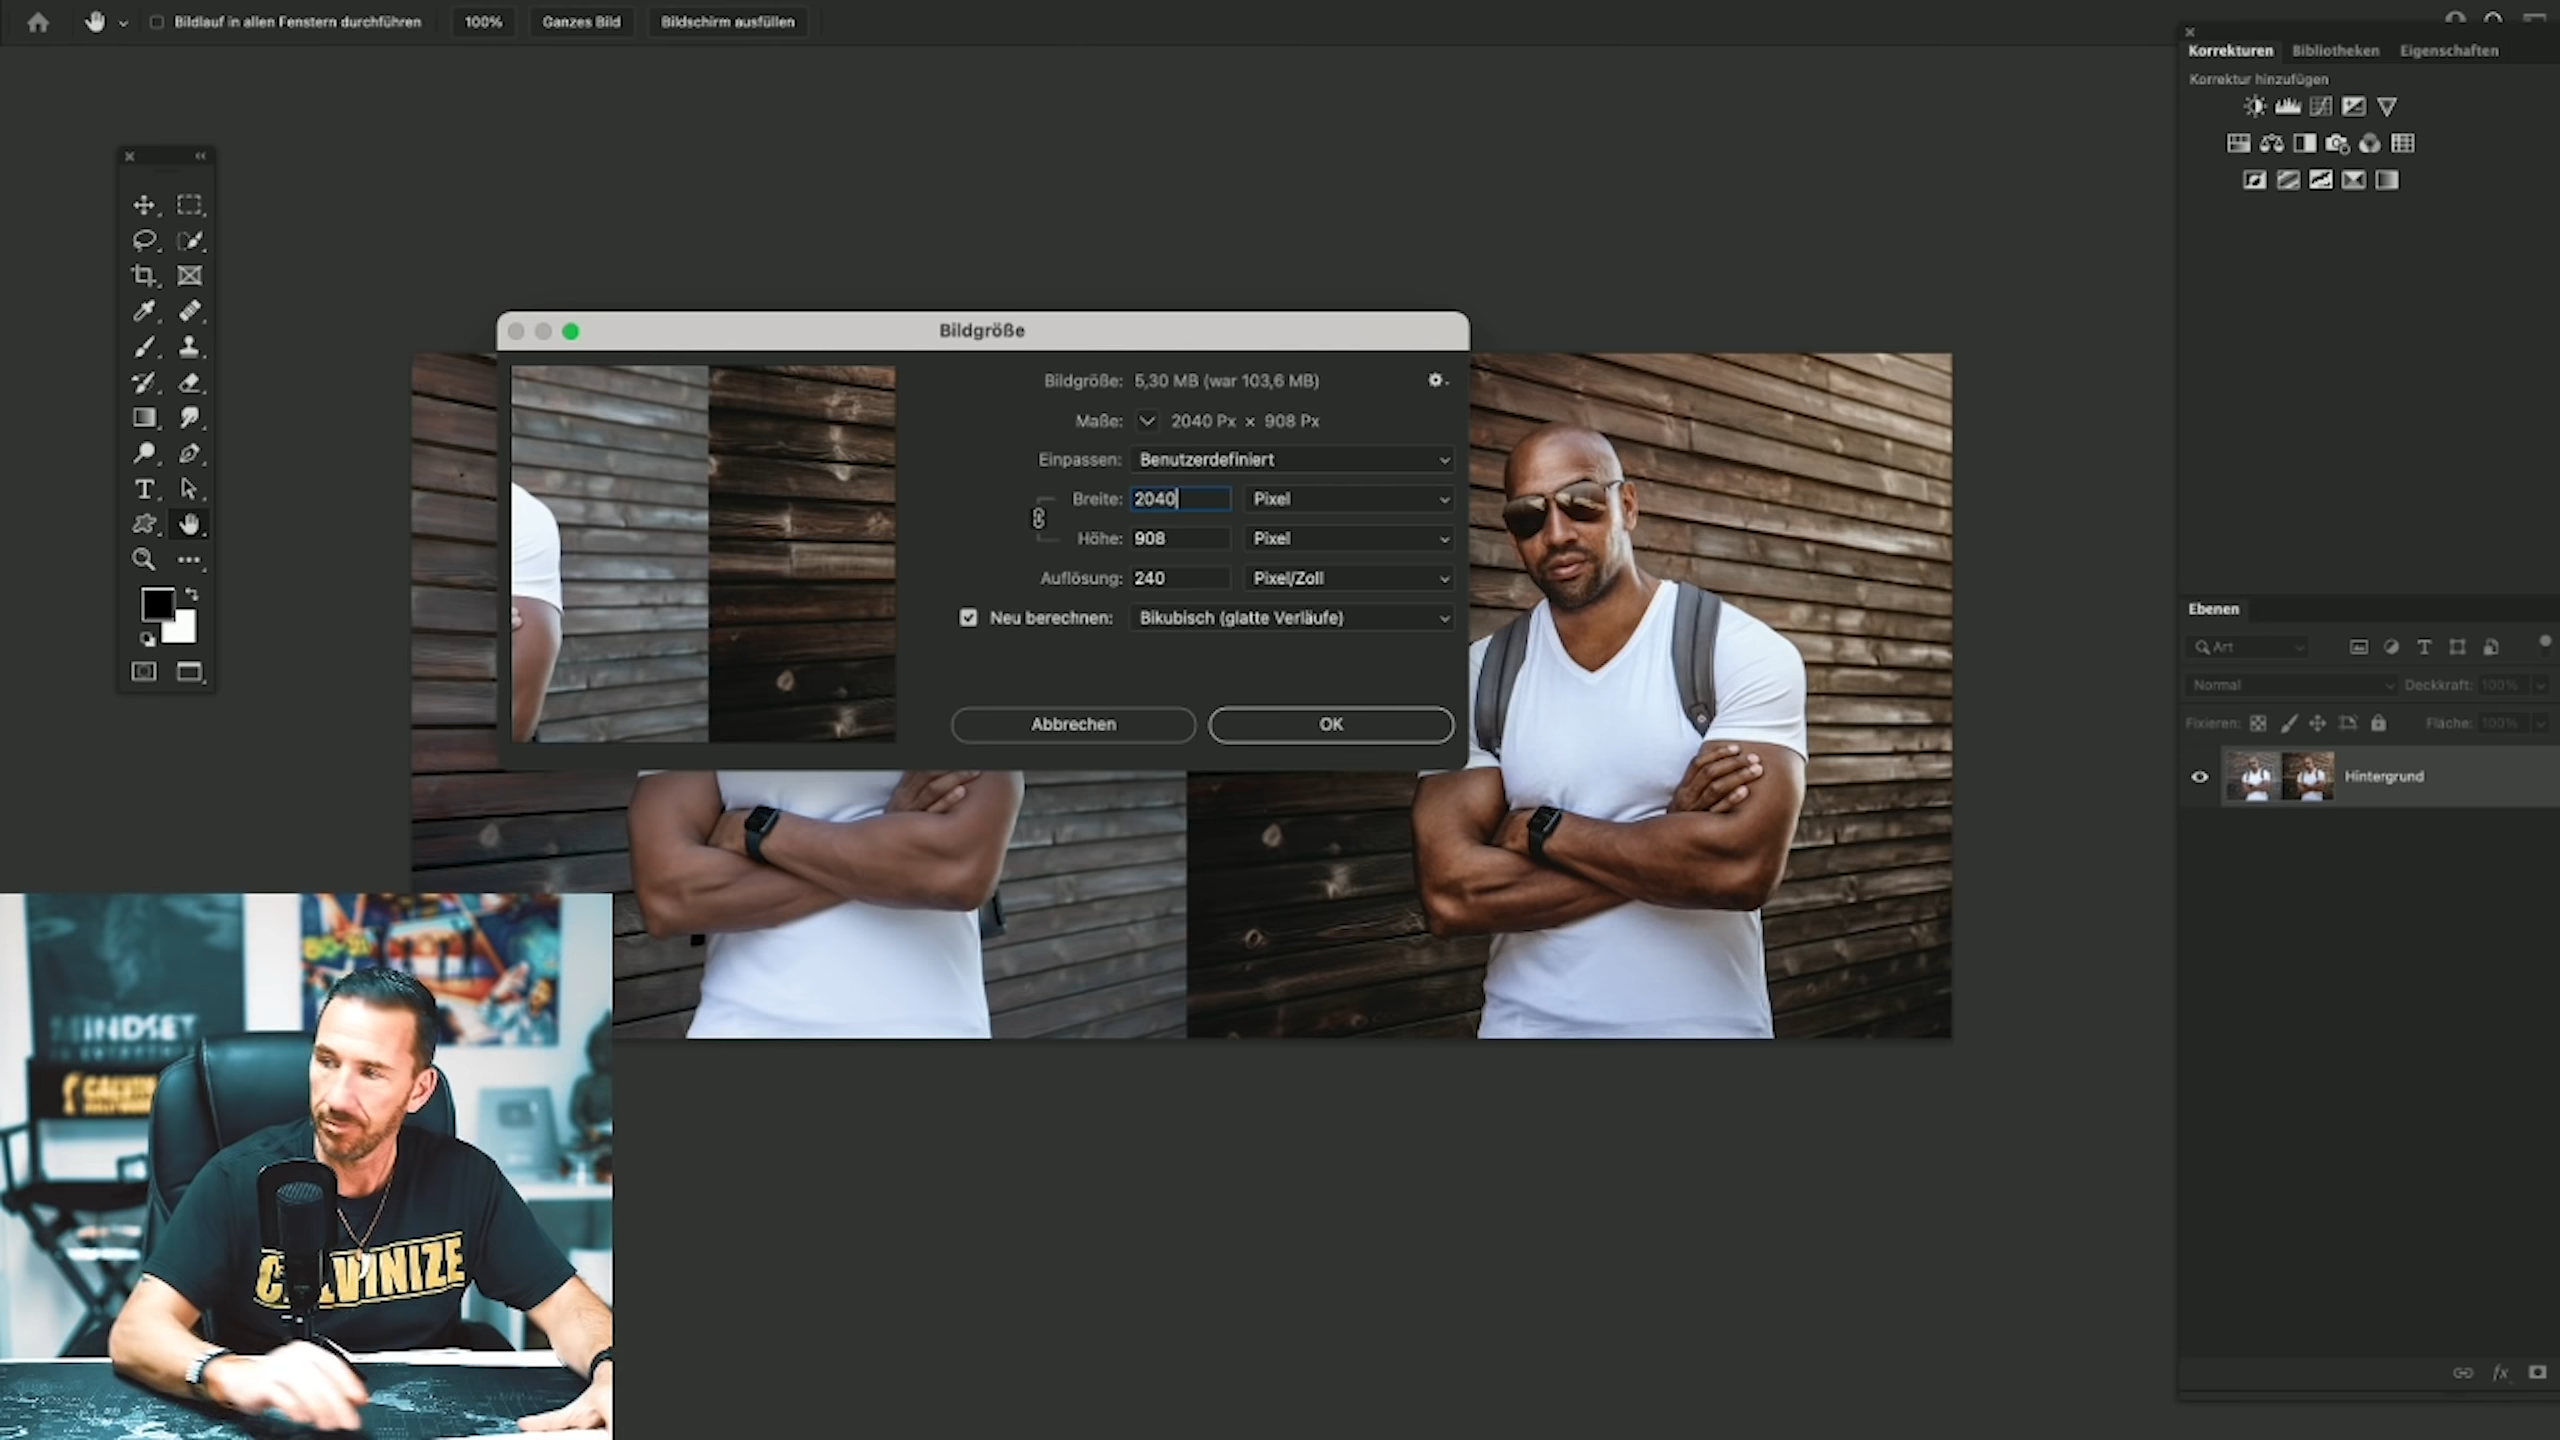 Bildlauf in allen Fenstern durchführen
100%
Ganzes Bild
Bildschirm ausfüllen
Korrekturen
Bibliotheken
Eigenschaften
Korrektur hinzufügen
Bildgröße
Bildgröße: 5,30 MB (war 103,6 MB)
Maße: 2040 Px × 908 Px
Einpassen: Benutzerdefiniert
Breite: 2040 Pixel
Höhe: 908 Pixel
Auflösung: 240 Pixel/Zoll
Neu berechnen: Bikubisch (glatte Verläufe)
Abbrechen
OK
Ebenen
Art
Normal
Deckkraft: 100%
Fixieren:
Fläche: 100%
Hintergrund
fx
MINDSET
CALVIN
CALVINIZE